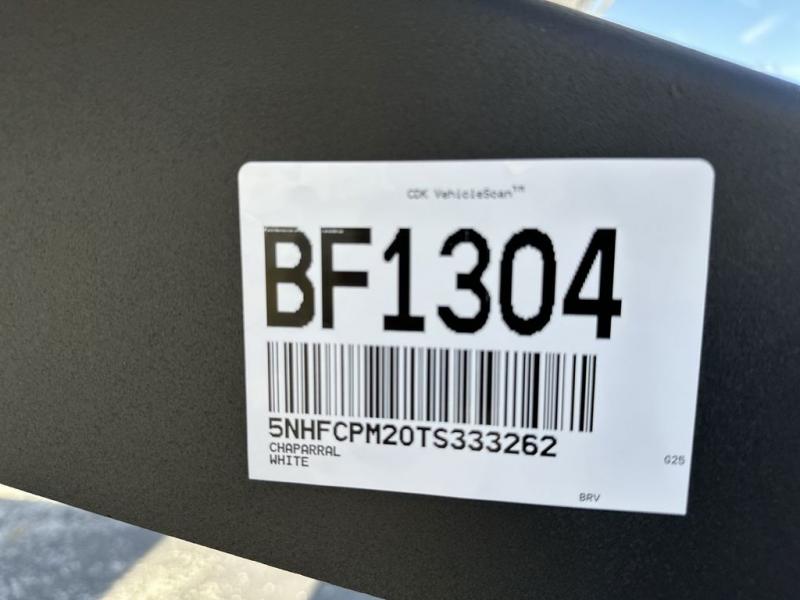 CDK VehicleScan™
BF1304
5NHFCPM20TS333262
CHAPARRAL
WHITE
G25
BRV